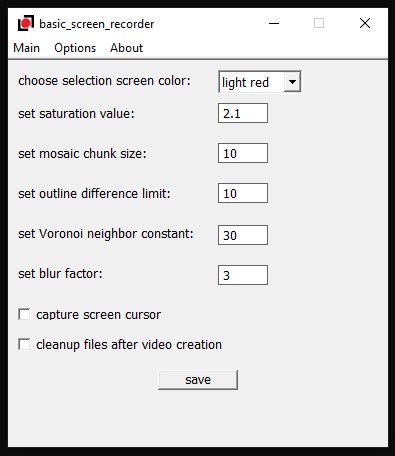 basic_screen_recorder
Main Options About
choose selection screen color: light red
set saturation value: 2.1
set mosaic chunk size: 10
set outline difference limit: 10
set Voronoi neighbor constant: 30
set blur factor: 3
capture screen cursor
cleanup files after video creation
save